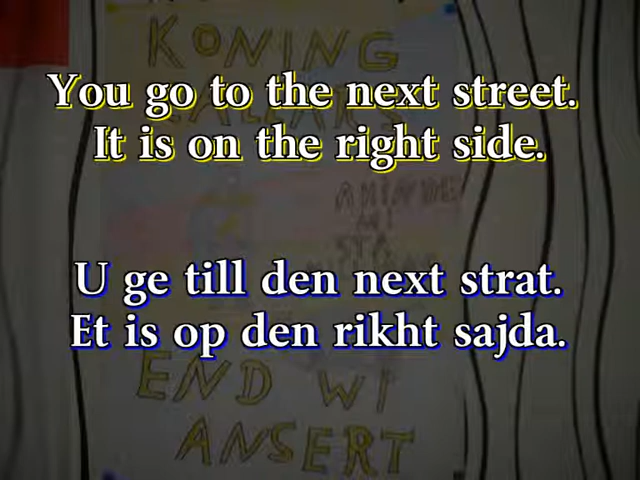 KONING
You go to the next street.
It is on the right side.
U ge till den next strat.
Et is op den rikht sajda.
END WI
ANSERT